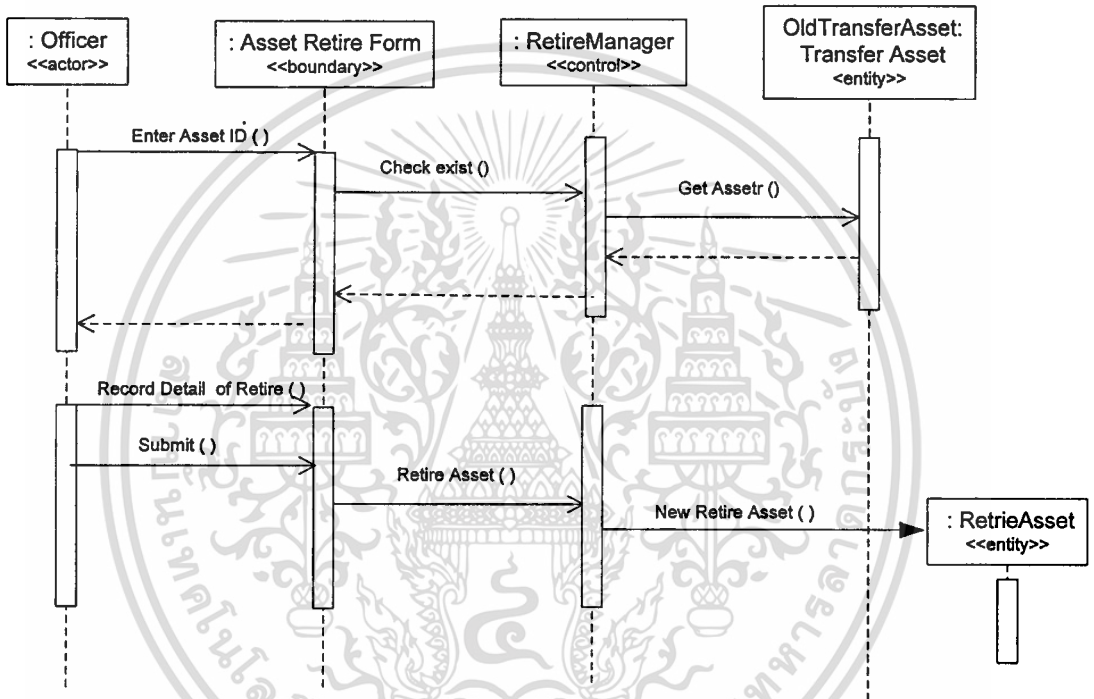 : Officer
<<actor>>
: Asset Retire Form
<<boundary>>
: RetireManager
<<control>>
OldTransferAsset:
Transfer Asset
<entity>>
Enter Asset ID ( )
Check exist ()
Get Assetr ()
Record Detail of Retire ( )
Submit ( )
Retire Asset ( )
New Retire Asset ( )
: RetrieAsset
<<entity>>